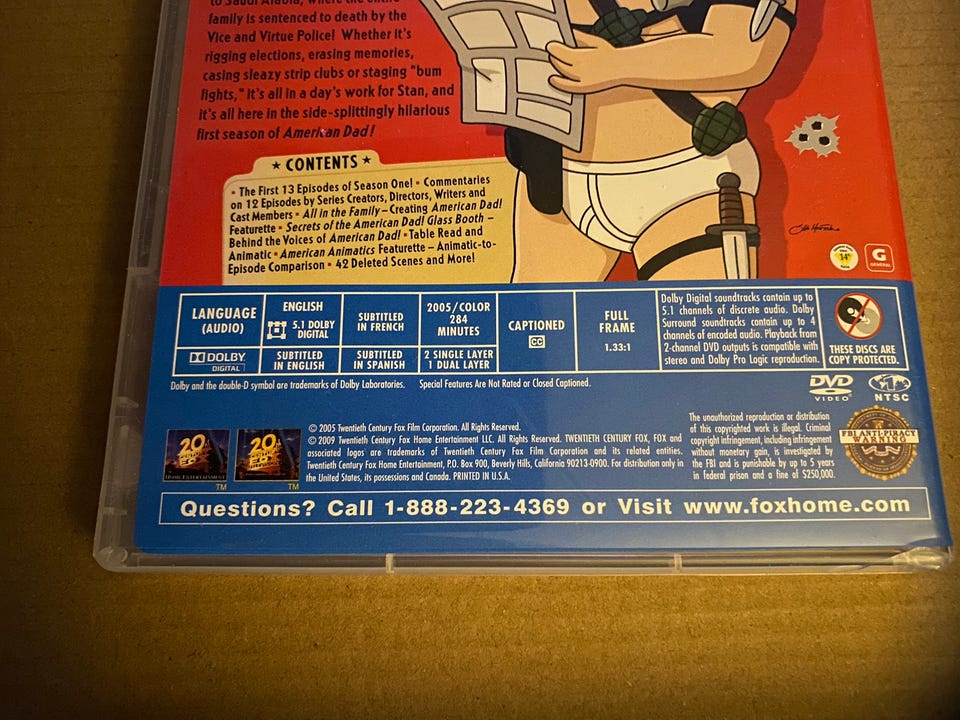 to Saudi Arabia, where the entire
family is sentenced to death by the
Vice and Virtue Police! Whether it's
rigging elections, erasing memories,
casing sleazy strip clubs or staging "bum
fights," it's all in a day's work for Stan, and
it's all here in the side-splittingly hilarious
first season of American Dad!
★ CONTENTS ★
• The First 13 Episodes of Season One! • Commentaries
on 12 Episodes by Series Creators, Directors, Writers and
Cast Members • All in the Family – Creating American Dad!
Featurette • Secrets of the American Dad! Glass Booth –
Behind the Voices of American Dad! • Table Read and
Animatic • American Animatics Featurette – Animatic-to-
Episode Comparison • 42 Deleted Scenes and More!
14+
G
GENERAL
LANGUAGE
(AUDIO)
DOLBY
DIGITAL
ENGLISH
5.1 DOLBY
DIGITAL
SUBTITLED
IN ENGLISH
SUBTITLED
IN FRENCH
SUBTITLED
IN SPANISH
2005/COLOR
284
MINUTES
2 SINGLE LAYER
1 DUAL LAYER
CAPTIONED
CC
FULL
FRAME
1.33:1
Dolby Digital soundtracks contain up to
5.1 channels of discrete audio. Dolby
Surround soundtracks contain up to 4
channels of encoded audio. Playback from
2-channel DVD outputs is compatible with
stereo and Dolby Pro Logic reproduction.
THESE DISCS ARE
COPY PROTECTED.
Dolby and the double-D symbol are trademarks of Dolby Laboratories. Special Features Are Not Rated or Closed Captioned.
DVD
VIDEO
NTSC
20th
CENTURY
FOX
HOME ENTERTAINMENT
TM
20th
CENTURY
FOX
TM
© 2005 Twentieth Century Fox Film Corporation. All Rights Reserved.
© 2009 Twentieth Century Fox Home Entertainment LLC. All Rights Reserved. TWENTIETH CENTURY FOX, FOX and
associated logos are trademarks of Twentieth Century Fox Film Corporation and its related entities.
Twentieth Century Fox Home Entertainment, P.O. Box 900, Beverly Hills, California 90213-0900. For distribution only in
the United States, its possessions and Canada. PRINTED IN U.S.A.
The unauthorized reproduction or distribution
of this copyrighted work is illegal. Criminal
copyright infringement, including infringement
without monetary gain, is investigated by
the FBI and is punishable by up to 5 years
in federal prison and a fine of $250,000.
FBI ANTI-PIRACY
WARNING
Questions? Call 1-888-223-4369 or Visit www.foxhome.com